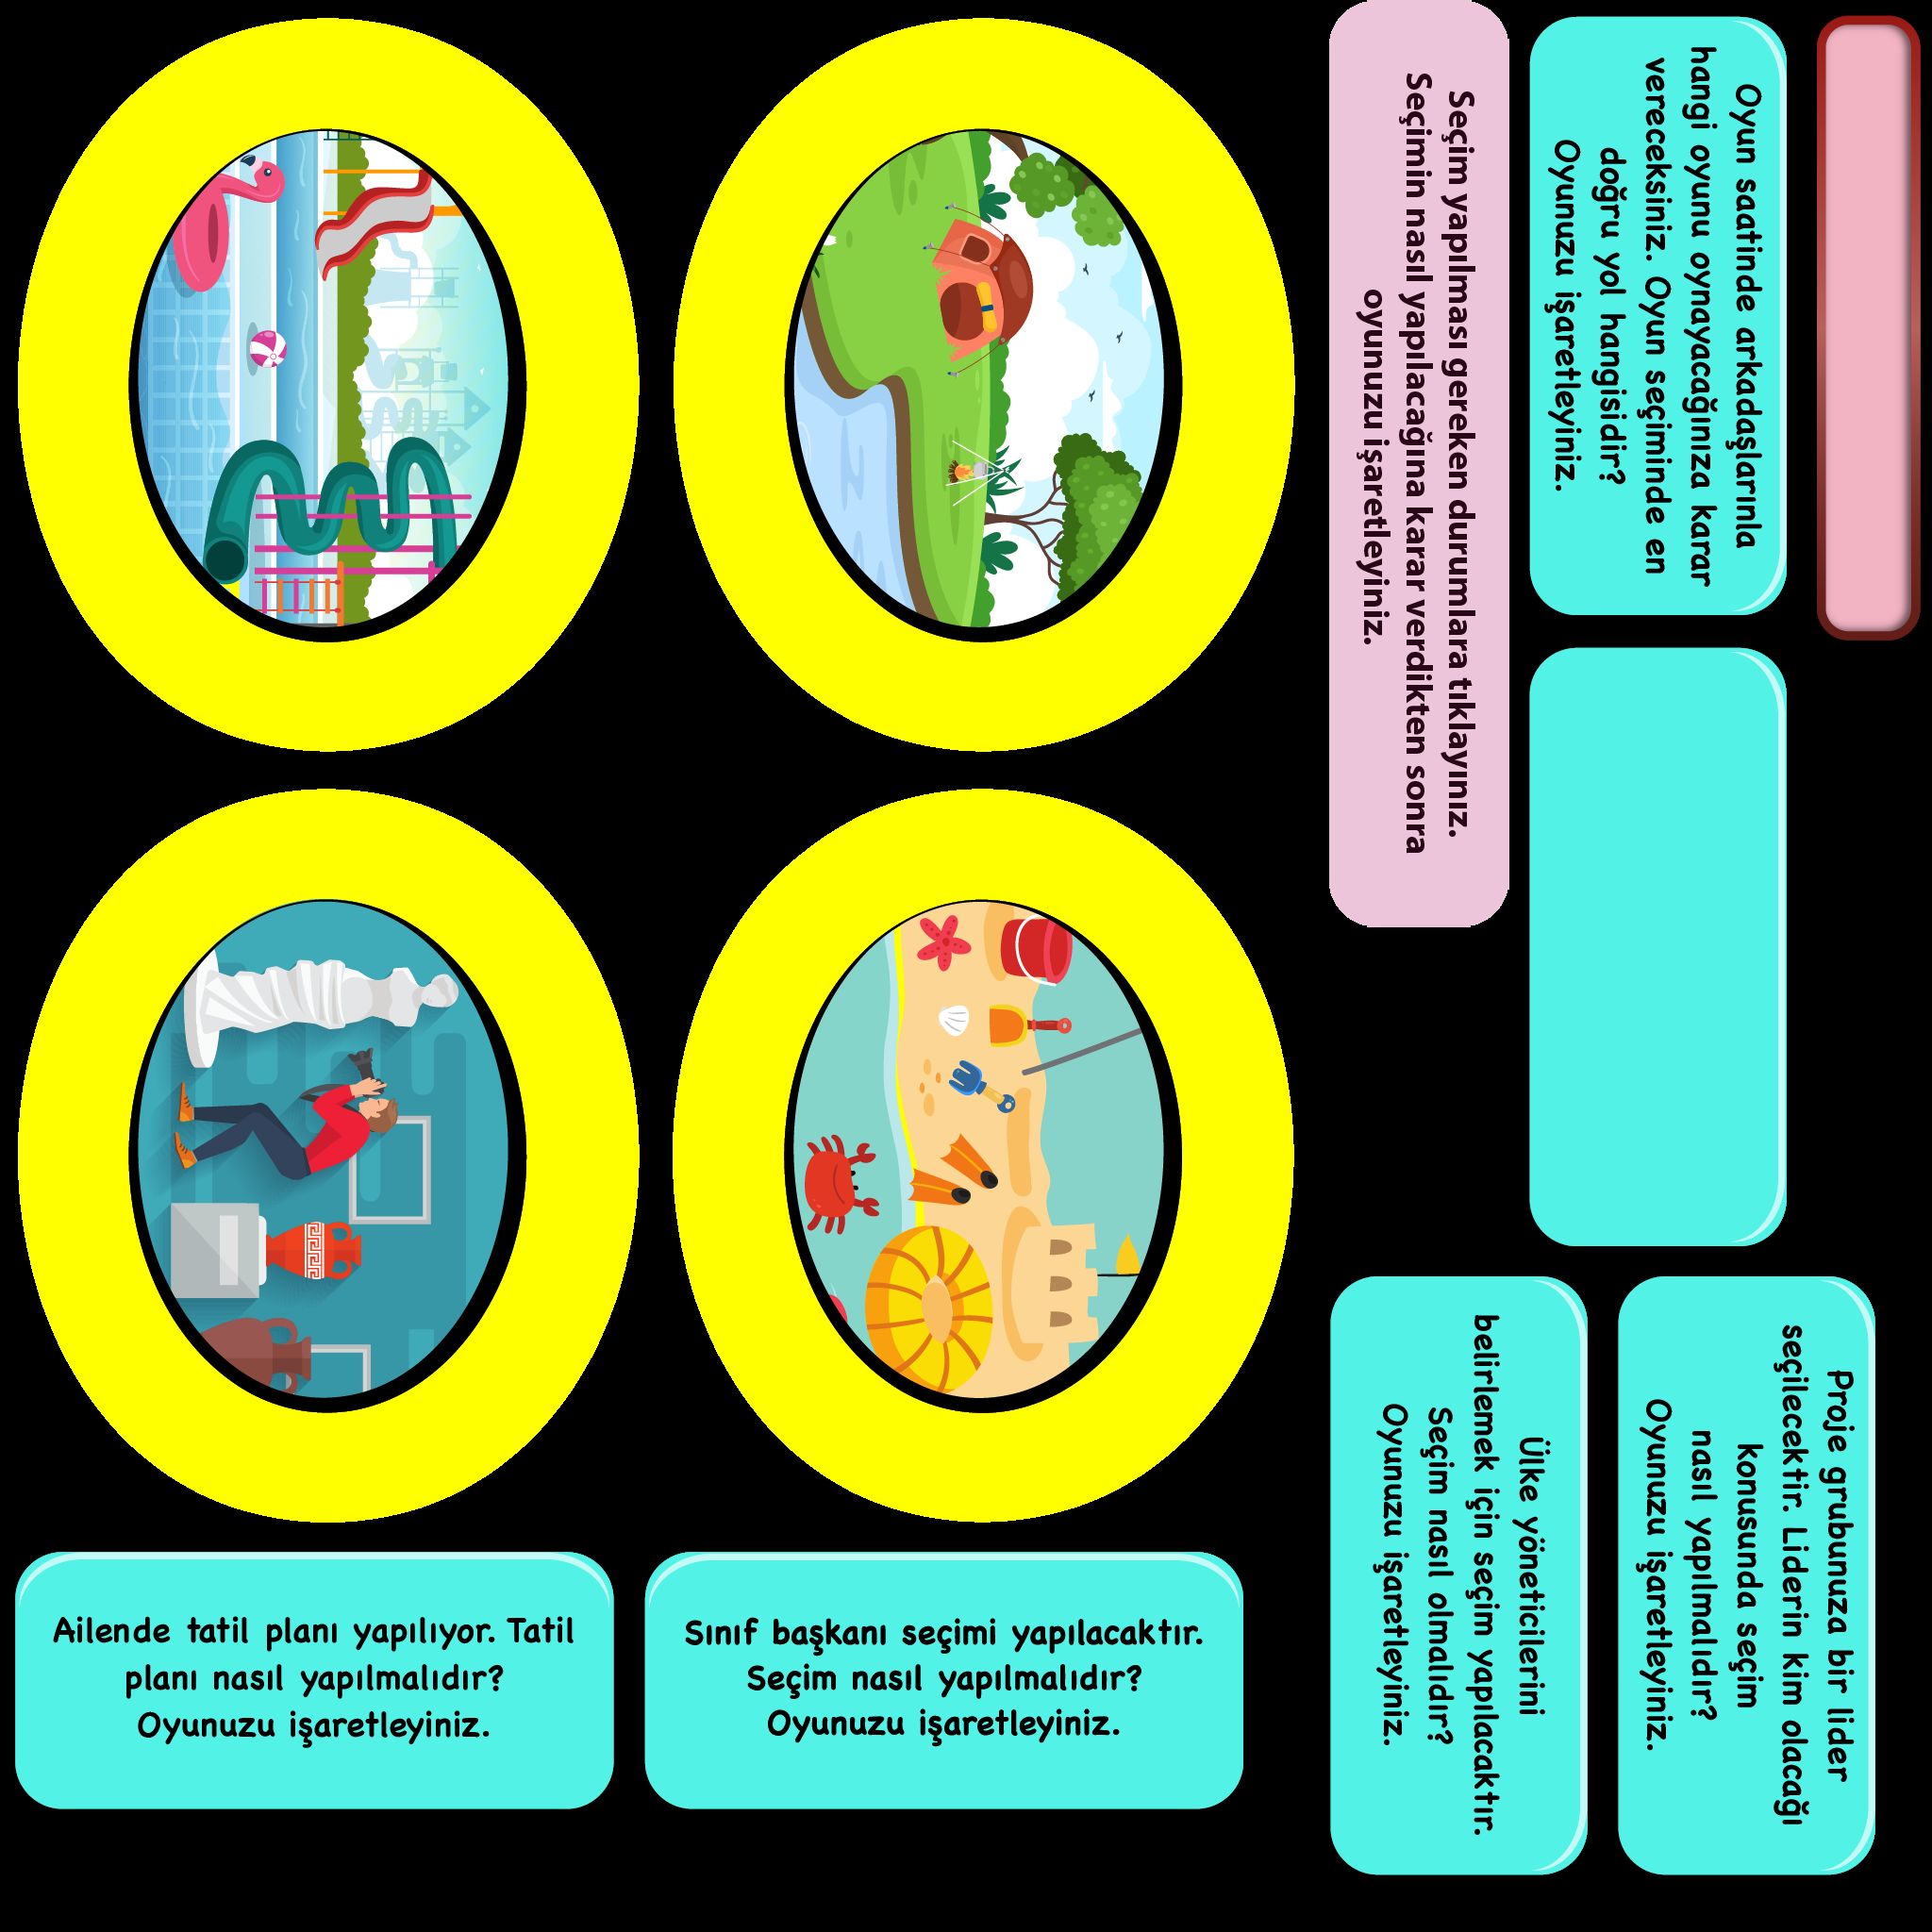 Seçim yapılması gereken durumlara tıklayınız.
Seçimin nasıl yapılacağına karar verdikten sonra
oyunuzu işaretleyiniz.
Oyun saatinde arkadaşlarınla
hangi oyunu oynayacağınıza karar
vereceksiniz. Oyun seçiminde en
doğru yol hangisidir?
Oyunuzu işaretleyiniz.
Ülke yöneticilerini
belirlemek için seçim yapılacaktır.
Seçim nasıl olmalıdır?
Oyunuzu işaretleyiniz.
Proje grubunuza bir lider
seçilecektir. Liderin kim olacağı
konusunda seçim
nasıl yapılmalıdır?
Oyunuzu işaretleyiniz.
Ailende tatil planı yapılıyor. Tatil
planı nasıl yapılmalıdır?
Oyunuzu işaretleyiniz.
Sınıf başkanı seçimi yapılacaktır.
Seçim nasıl yapılmalıdır?
Oyunuzu işaretleyiniz.